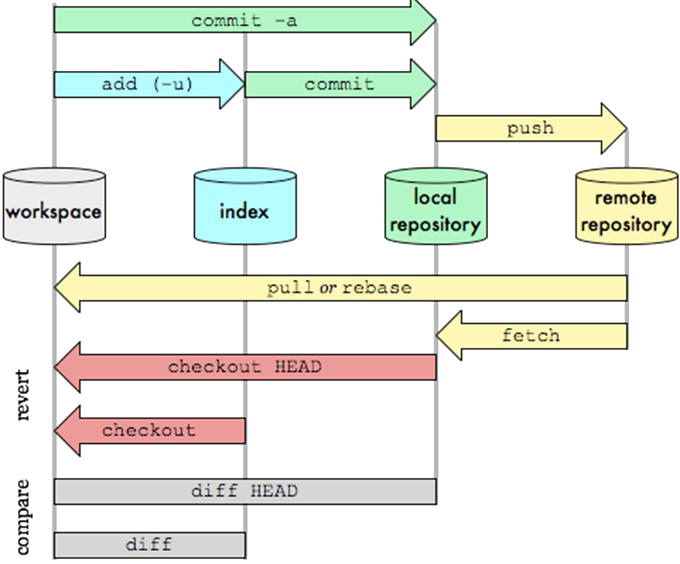 commit -a
add (-u)
commit
push
workspace
index
local
repository
remote
repository
pull or rebase
fetch
revert
checkout HEAD
checkout
compare
diff HEAD
diff